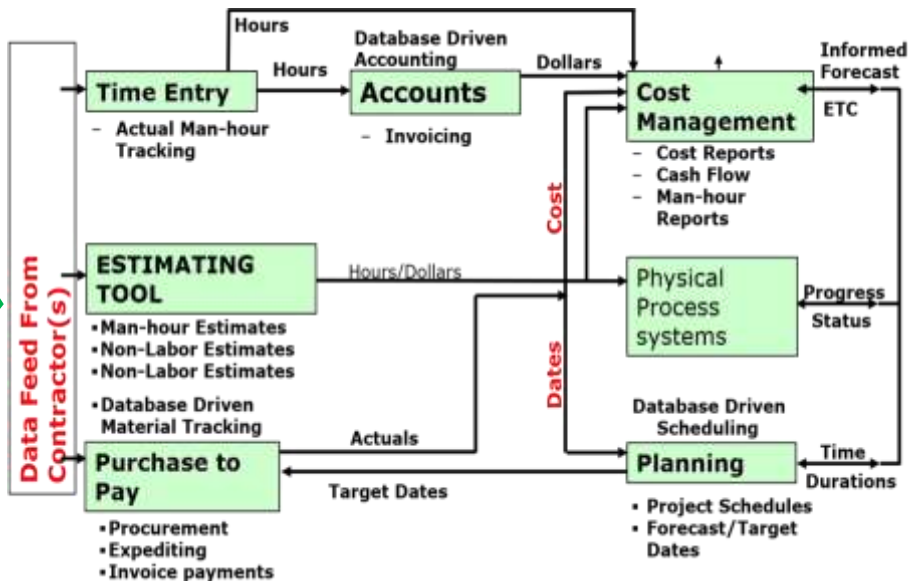 Hours
Database Driven
Accounting
Hours
Dollars
Informed
Forecast
Time Entry
Accounts
Cost
Management
ETC
– Actual Man-hour
Tracking
– Invoicing
– Cost Reports
– Cash Flow
– Man-hour
Reports
Cost
Data Feed From
Contractor(s)
ESTIMATING
TOOL
Hours/Dollars
Physical
Process
systems
Progress
Status
▪Man-hour Estimates
▪Non-Labor Estimates
▪Non-Labor Estimates
Dates
▪Database Driven
Material Tracking
Database Driven
Scheduling
Purchase to
Pay
Actuals
Target Dates
Planning
Time
Durations
▪Procurement
▪Expediting
▪Invoice payments
▪ Project Schedules
▪ Forecast/Target
Dates